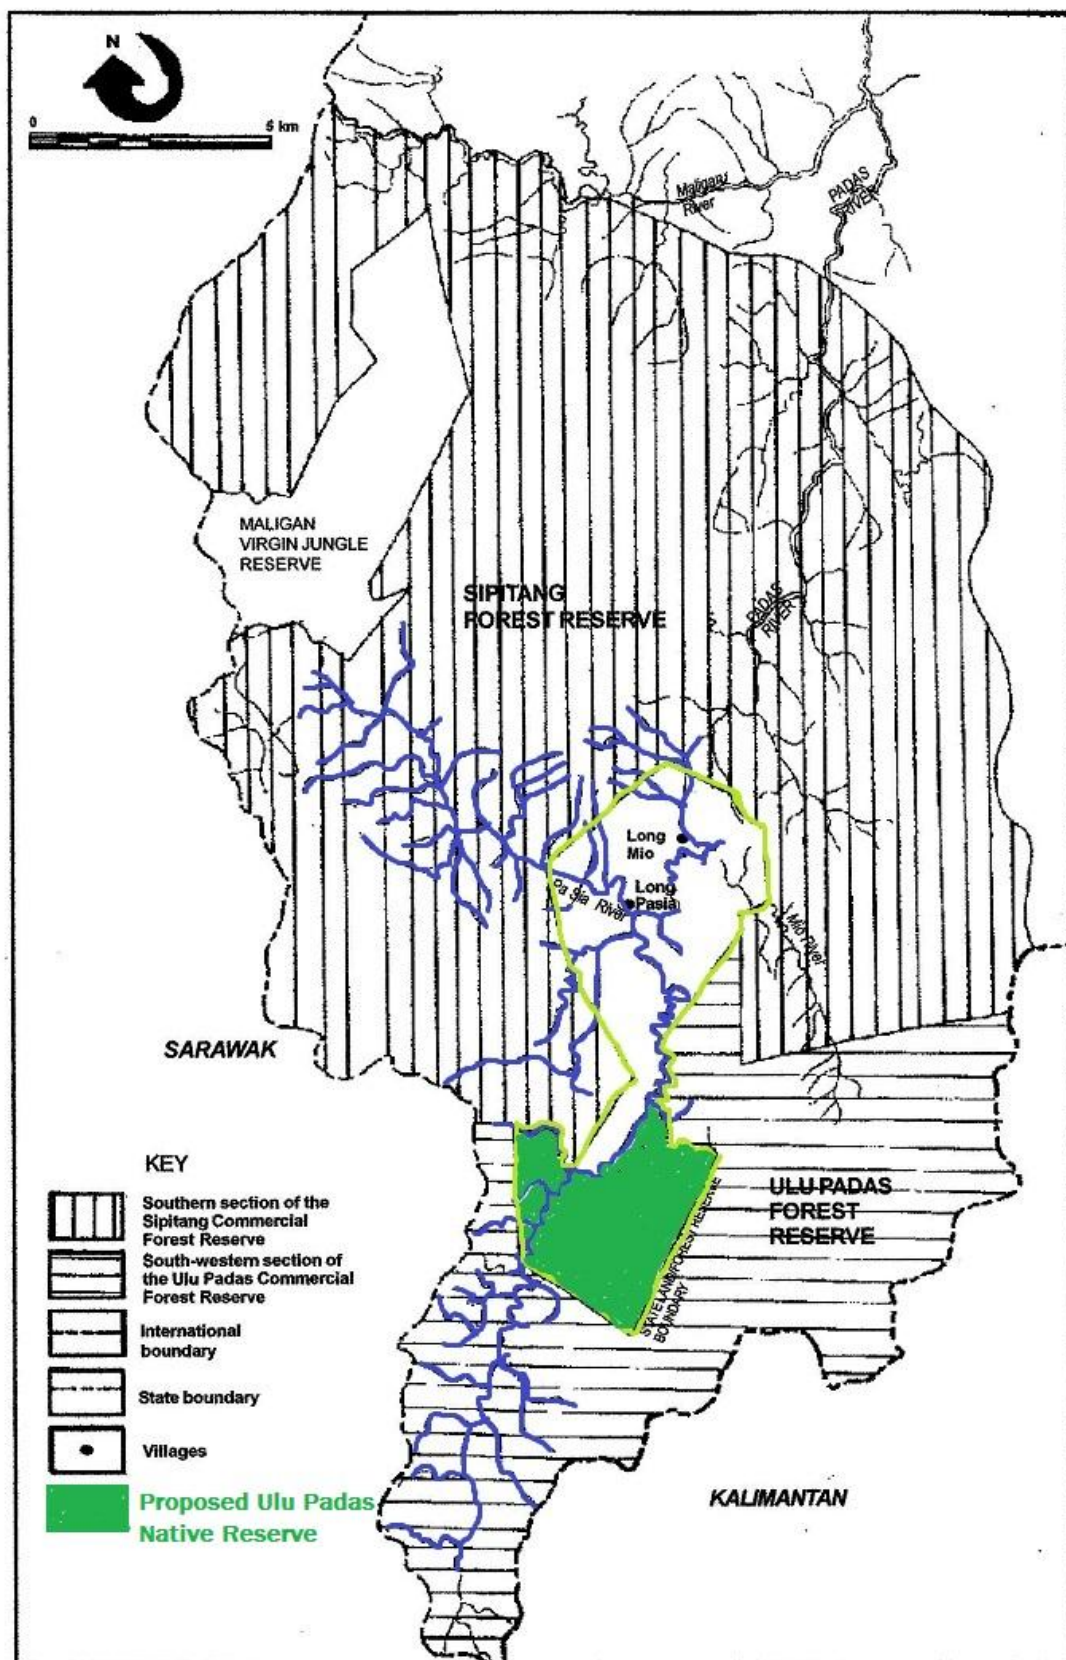 N
0
5 km
Maligan
River
PADAS
RIVER
MALIGAN
VIRGIN JUNGLE
RESERVE
SIPITANG
FOREST RESERVE
PADAS
RIVER
Long
Mio
Long
Pasia
Pa Sia River
Mio River
SARAWAK
ULU PADAS
FOREST
RESERVE
STATE LAND/FOREST RESERVE
BOUNDARY
KALIMANTAN
KEY
Southern section of the
Sipitang Commercial
Forest Reserve
South-western section of
the Ulu Padas Commercial
Forest Reserve
International
boundary
State boundary
Villages
Proposed Ulu Padas
Native Reserve